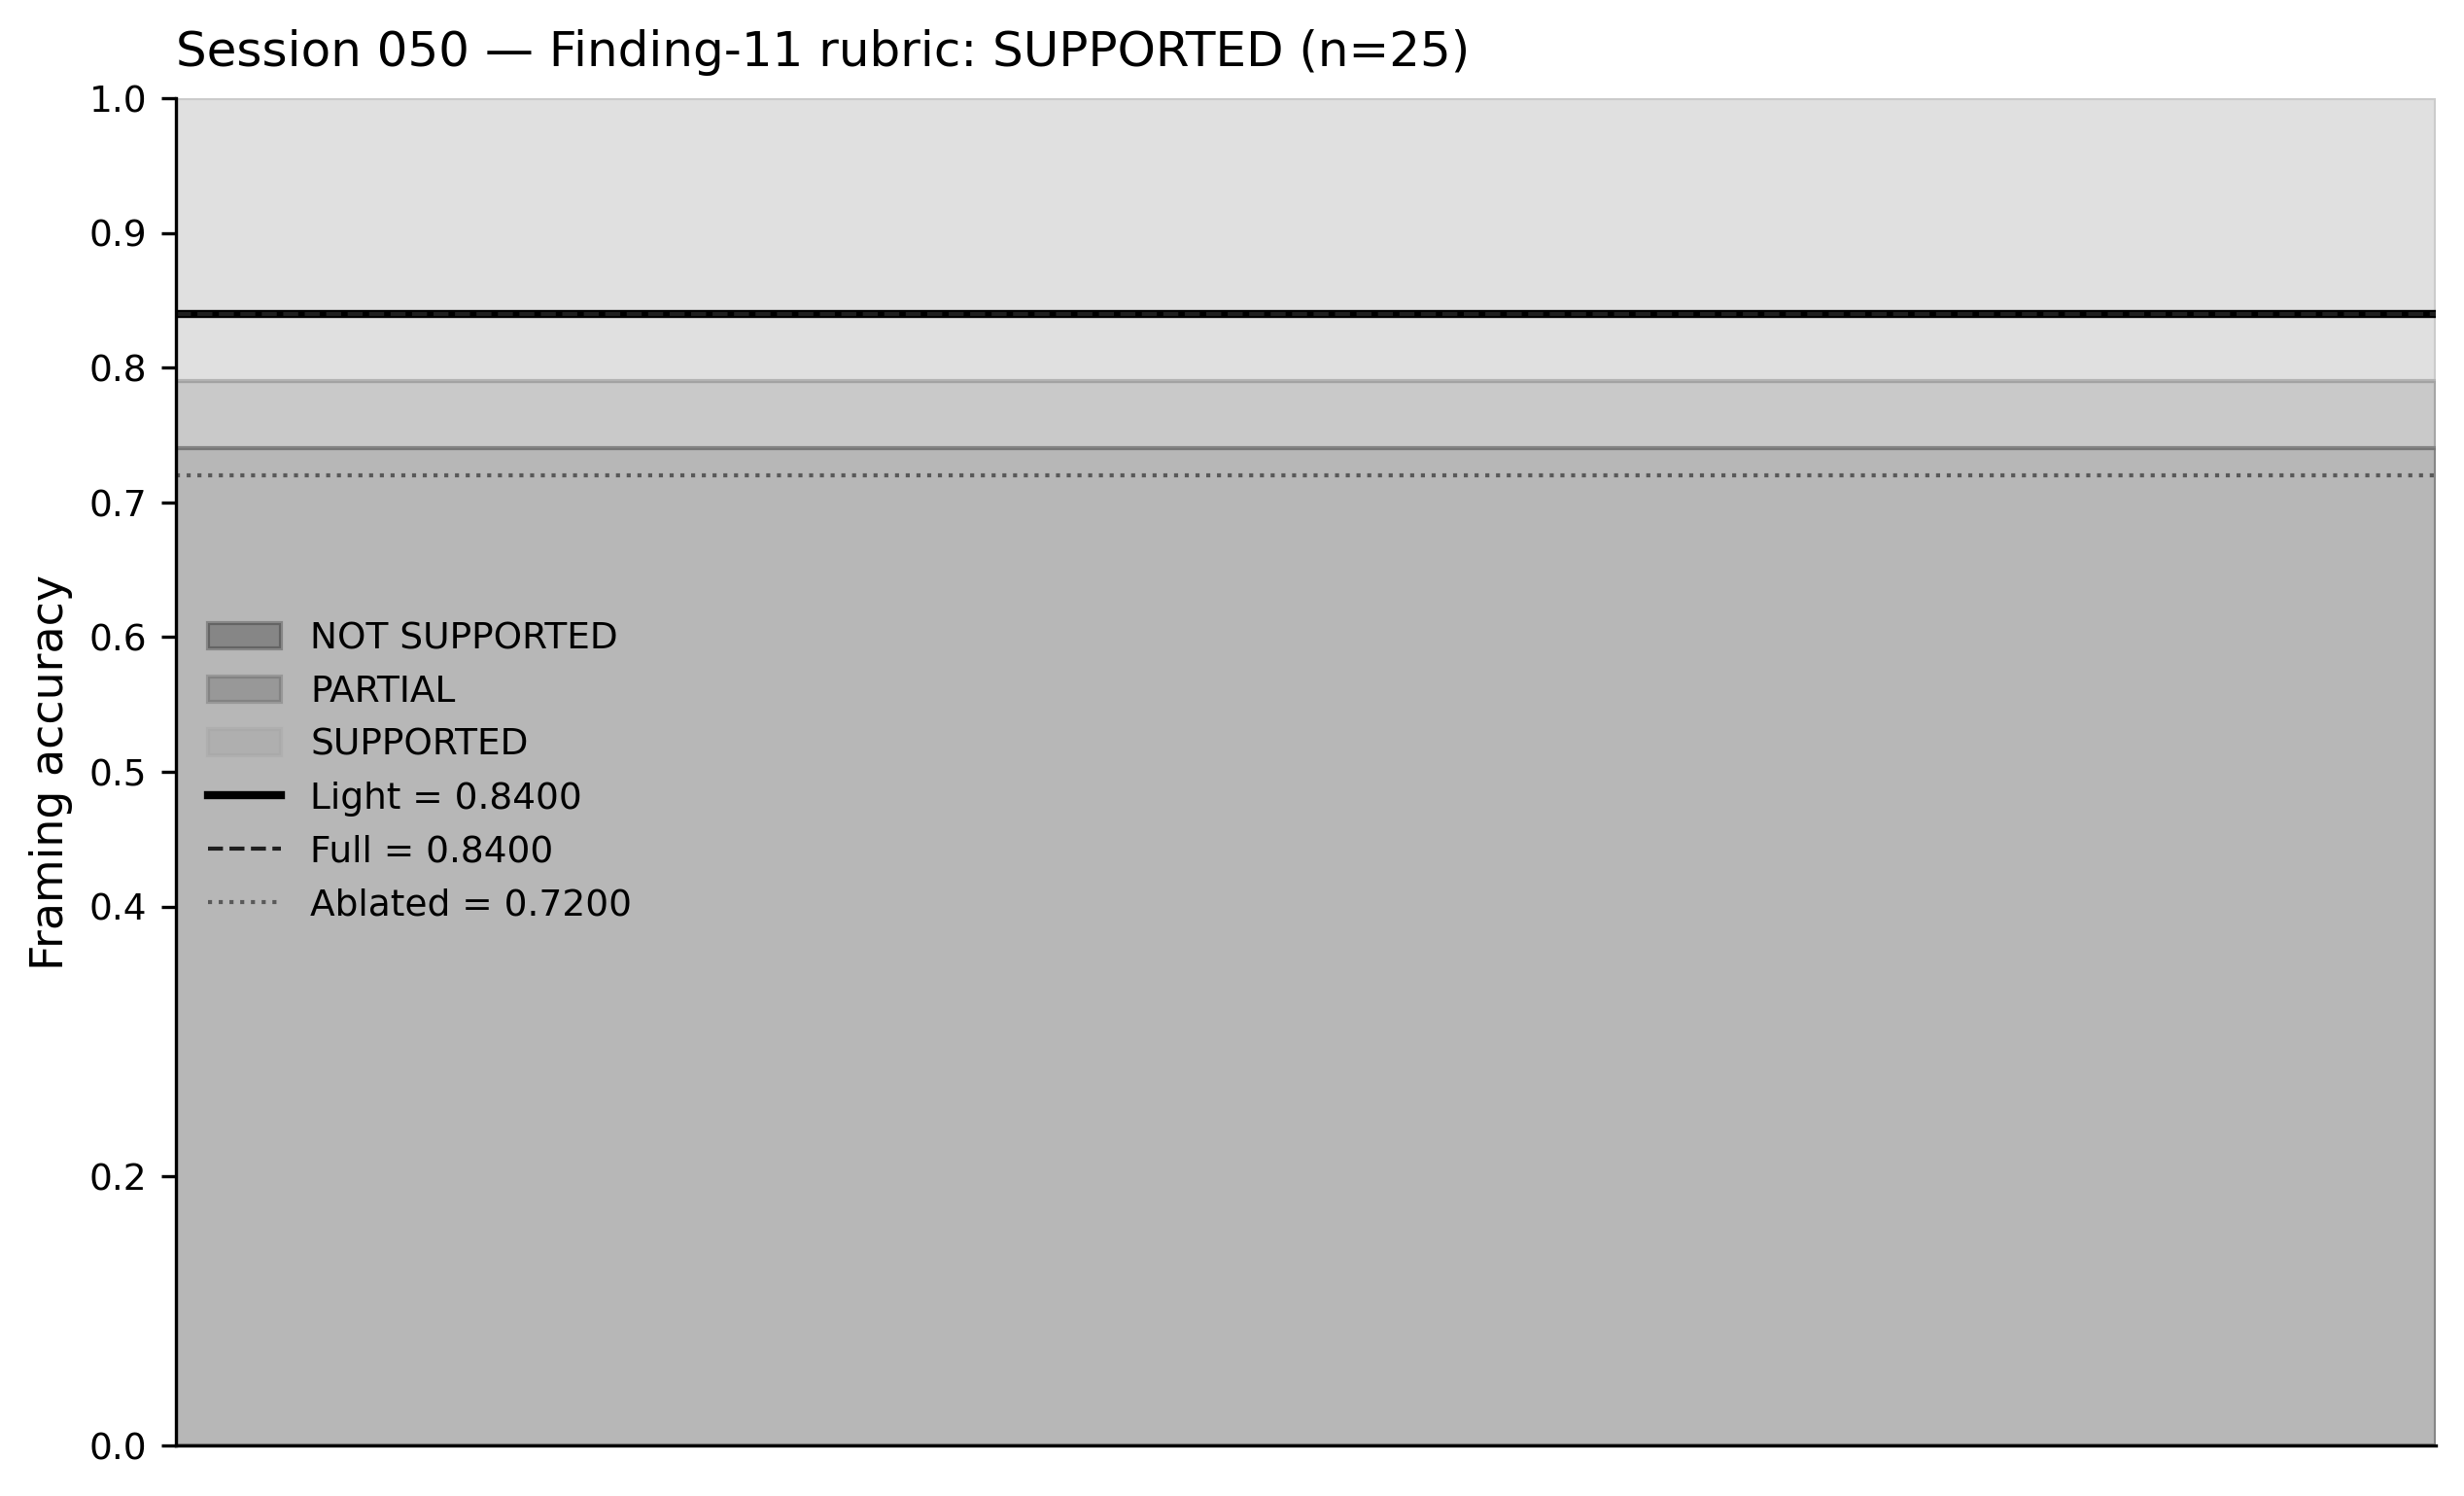 Session 050 — Finding-11 rubric: SUPPORTED (n=25)
1.0
0.9
0.8
0.7
0.6
0.5
0.4
0.2
0.0
Framing accuracy
NOT SUPPORTED
PARTIAL
SUPPORTED
Light = 0.8400
Full = 0.8400
Ablated = 0.7200